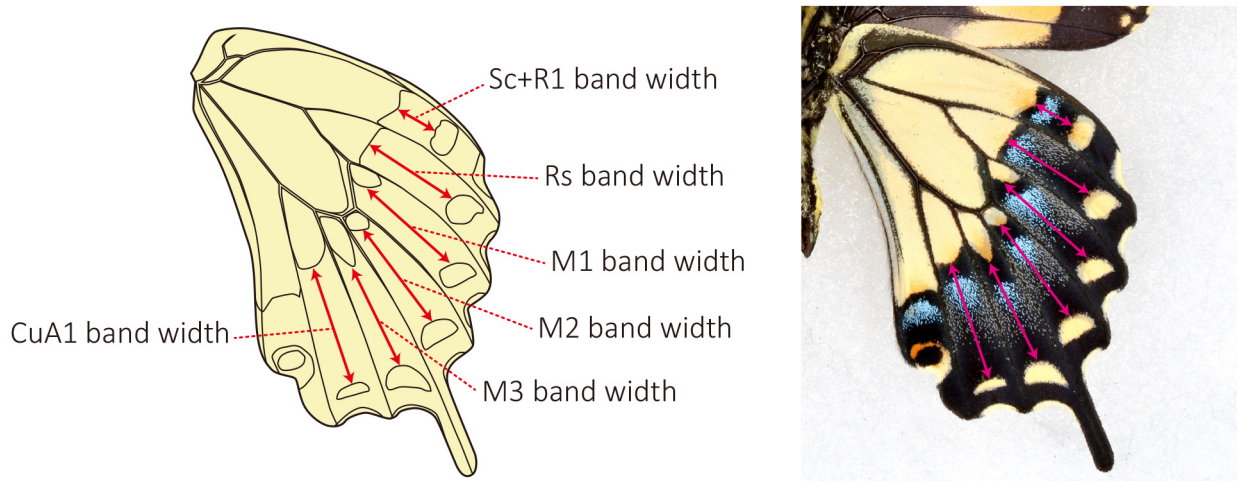 Sc+R1 band width
Rs band width
M1 band width
M2 band width
CuA1 band width
M3 band width